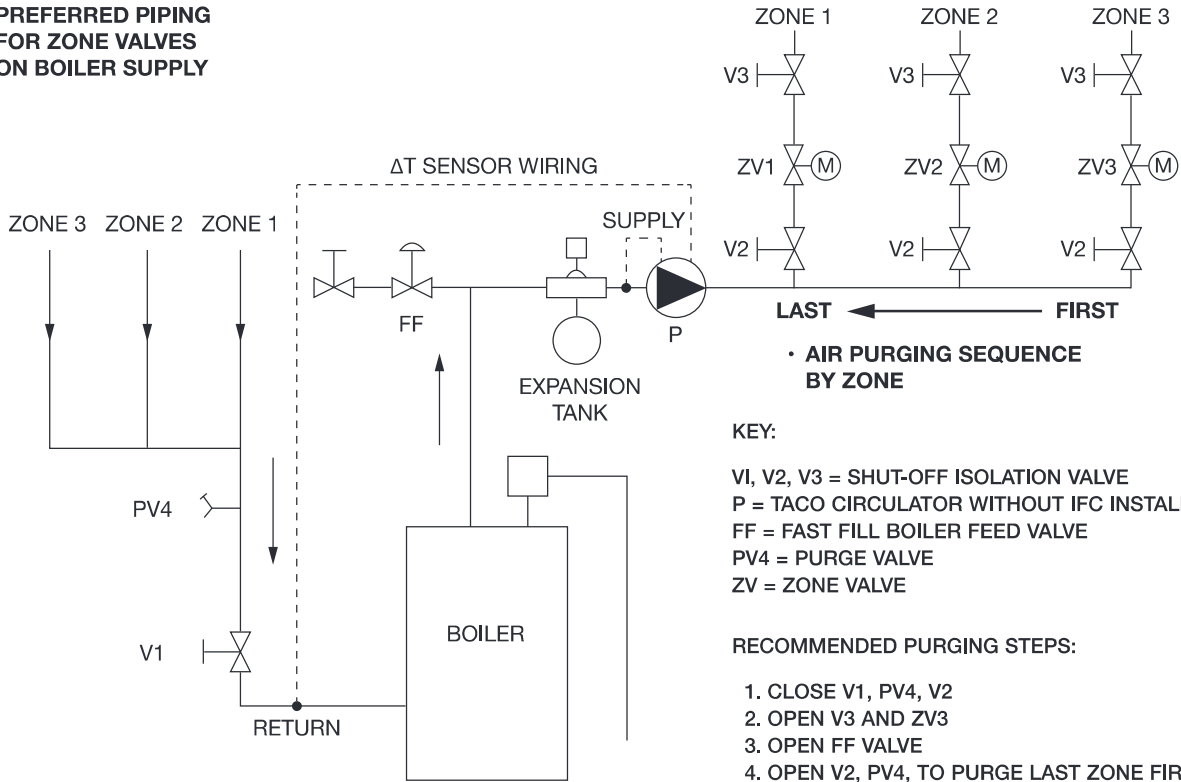 PREFERRED PIPING
FOR ZONE VALVES
ON BOILER SUPPLY
ZONE 1 ZONE 2 ZONE 3
V3 V3 V3
ZV1 M ZV2 M ZV3 M
V2 V2 V2
ΔT SENSOR WIRING
SUPPLY
ZONE 3 ZONE 2 ZONE 1
FF
P
EXPANSION
TANK
LAST FIRST
• AIR PURGING SEQUENCE
BY ZONE
PV4
V1
BOILER
RETURN
KEY:
VI, V2, V3 = SHUT-OFF ISOLATION VALVE
P = TACO CIRCULATOR WITHOUT IFC INSTAL
FF = FAST FILL BOILER FEED VALVE
PV4 = PURGE VALVE
ZV = ZONE VALVE
RECOMMENDED PURGING STEPS:
1. CLOSE V1, PV4, V2
2. OPEN V3 AND ZV3
3. OPEN FF VALVE
4. OPEN V2, PV4, TO PURGE LAST ZONE FIR